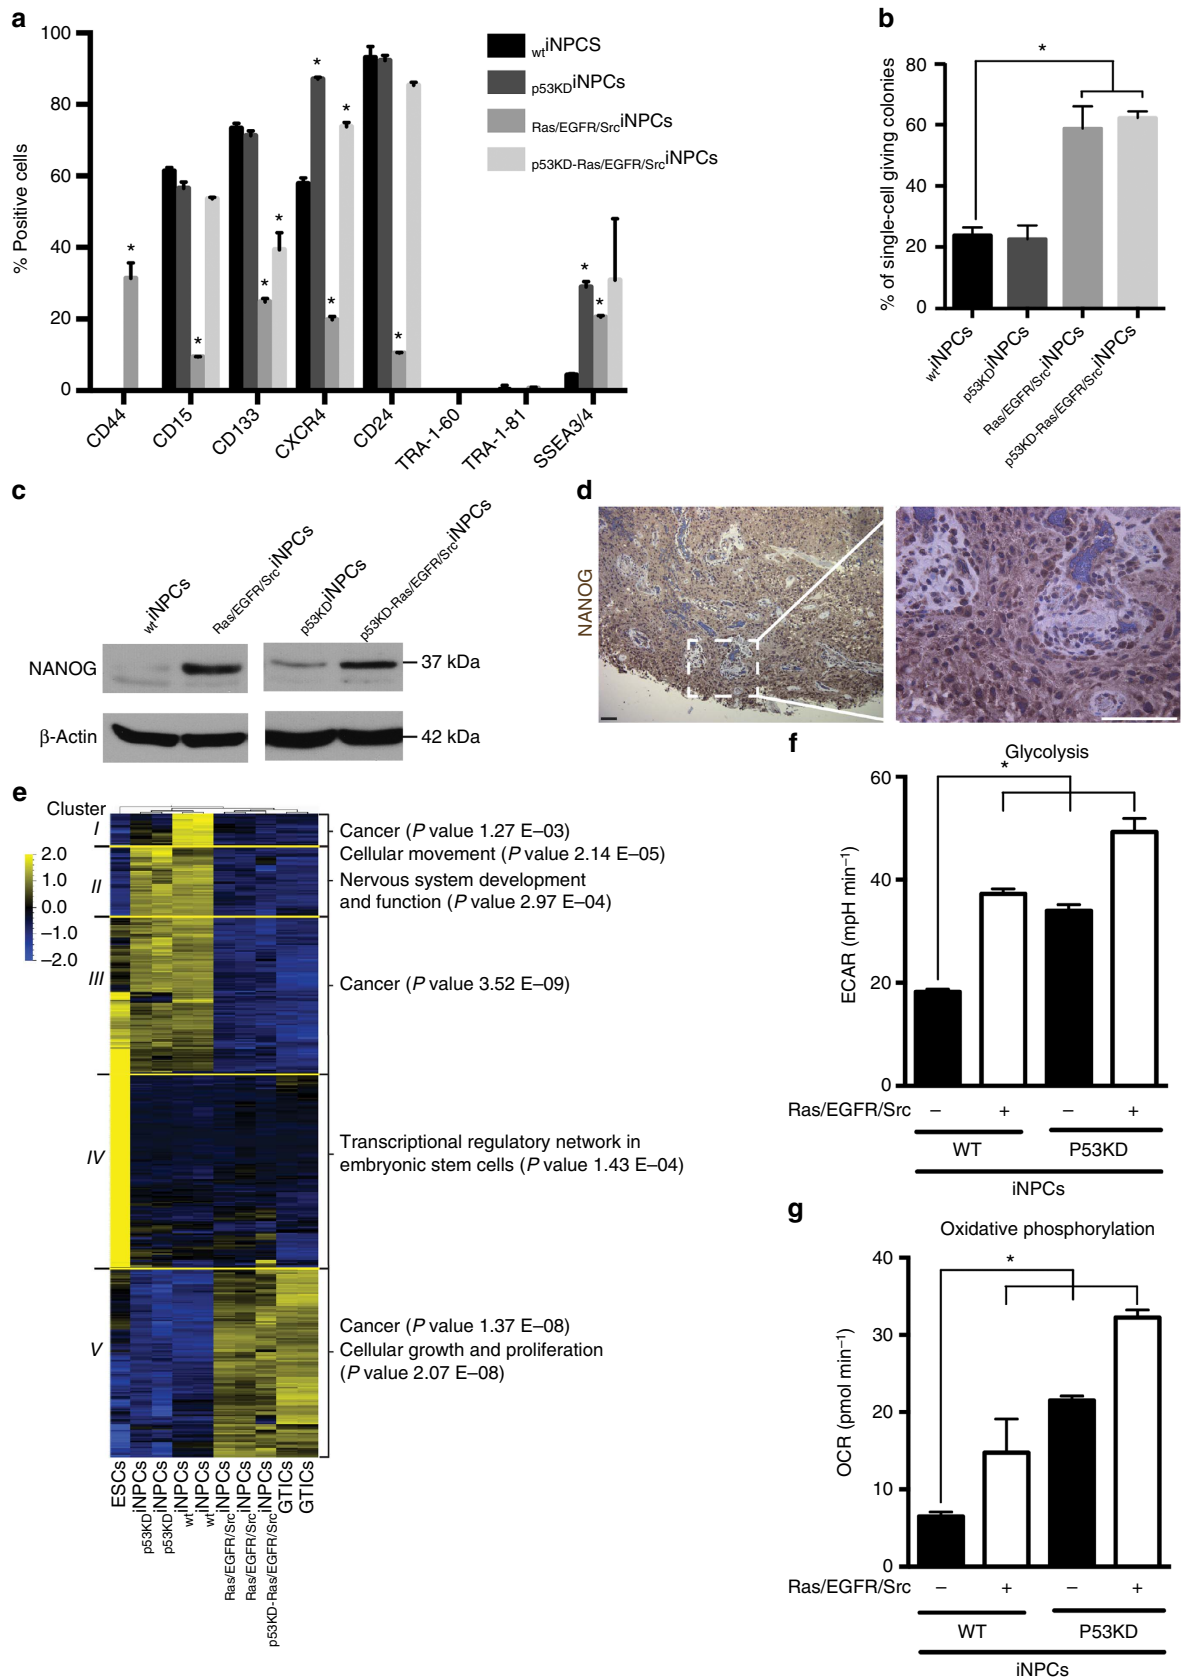 a
% Positive cells
100
80
60
40
20
0
* * * * * * * * * *
CD44
CD15
CD133
CXCR4
CD24
TRA-1-60
TRA-1-81
SSEA3/4
wtiNPCS
p53KDiNPCs
Ras/EGFR/SrciNPCs
p53KD-Ras/EGFR/SrciNPCs
b
% of single-cell giving colonies
80
60
40
20
0
*
wtiNPCs
p53KDiNPCs
Ras/EGFR/SrciNPCs
p53KD-Ras/EGFR/SrciNPCs
c
wtiNPCs
Ras/EGFR/SrciNPCs
p53KDiNPCs
p53KD-Ras/EGFR/SrciNPCs
NANOG
37 kDa
β-Actin
42 kDa
d
NANOG
e
Cluster
I
II
III
IV
V
2.0
1.0
0.0
–1.0
–2.0
Cancer (P value 1.27 E–03)
Cellular movement (P value 2.14 E–05)
Nervous system development
and function (P value 2.97 E–04)
Cancer (P value 3.52 E–09)
Transcriptional regulatory network in
embryonic stem cells (P value 1.43 E–04)
Cancer (P value 1.37 E–08)
Cellular growth and proliferation
(P value 2.07 E–08)
ESCs
p53KDiNPCs
p53KDiNPCs
wtiNPCs
wtiNPCs
Ras/EGFR/SrciNPCs
Ras/EGFR/SrciNPCs
p53KD-Ras/EGFR/SrciNPCs
GTICs
GTICs
f
Glycolysis
*
ECAR (mpH min–1)
60
40
20
0
Ras/EGFR/Src – + – +
WT P53KD
iNPCs
g
Oxidative phosphorylation
*
OCR (pmol min–1)
40
30
20
10
0
Ras/EGFR/Src – + – +
WT P53KD
iNPCs